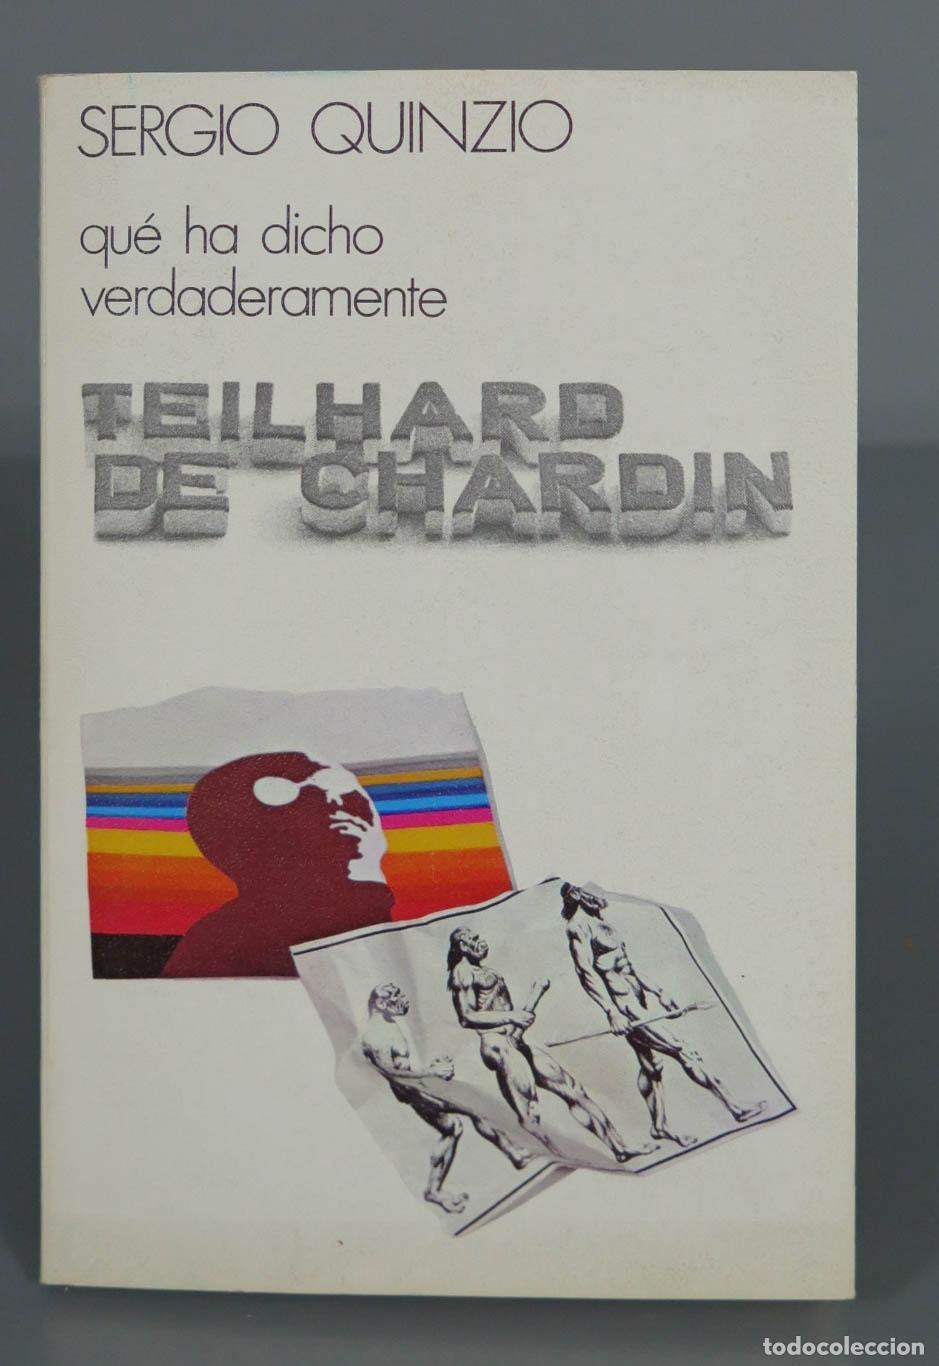 SERGIO QUINZIO
qué ha dicho
verdaderamente
TEILHARD
DE CHARDIN
todocoleccion